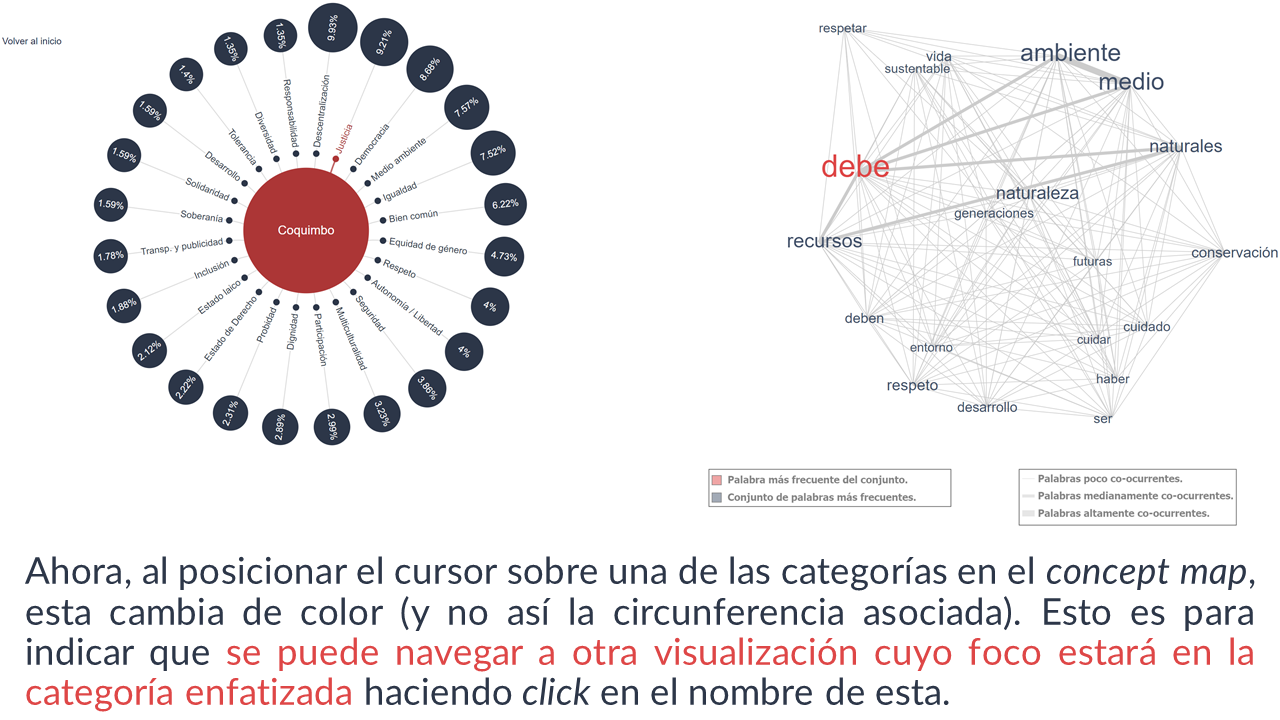 Volver al inicio
9.93%
9.21%
8.68%
7.57%
7.52%
6.22%
4.73%
4%
4%
3.86%
3.23%
2.96%
2.89%
2.31%
2.22%
2.12%
1.88%
1.78%
1.59%
1.59%
1.59%
1.4%
1.35%
1.35%
Descentralización
Justicia
Democracia
Medio ambiente
Igualdad
Bien común
Equidad de género
Respeto
Autonomía / Libertad
Seguridad
Multiculturalidad
Participación
Dignidad
Probidad
Estado de Derecho
Estado laico
Inclusión
Transp. y publicidad
Soberanía
Solidaridad
Desarrollo
Tolerancia
Diversidad
Responsabilidad
Coquimbo
respetar
vida
sustentable
ambiente
medio
naturales
debe
naturaleza
generaciones
recursos
conservación
futuras
deben
cuidado
cuidar
entorno
haber
respeto
desarrollo
ser
Palabra más frecuente del conjunto.
Conjunto de palabras más frecuentes.
Palabras poco co-ocurrentes.
Palabras medianamente co-ocurrentes.
Palabras altamente co-ocurrentes.
Ahora, al posicionar el cursor sobre una de las categorías en el concept map,
esta cambia de color (y no así la circunferencia asociada). Esto es para
indicar que se puede navegar a otra visualización cuyo foco estará en la
categoría enfatizada haciendo click en el nombre de esta.